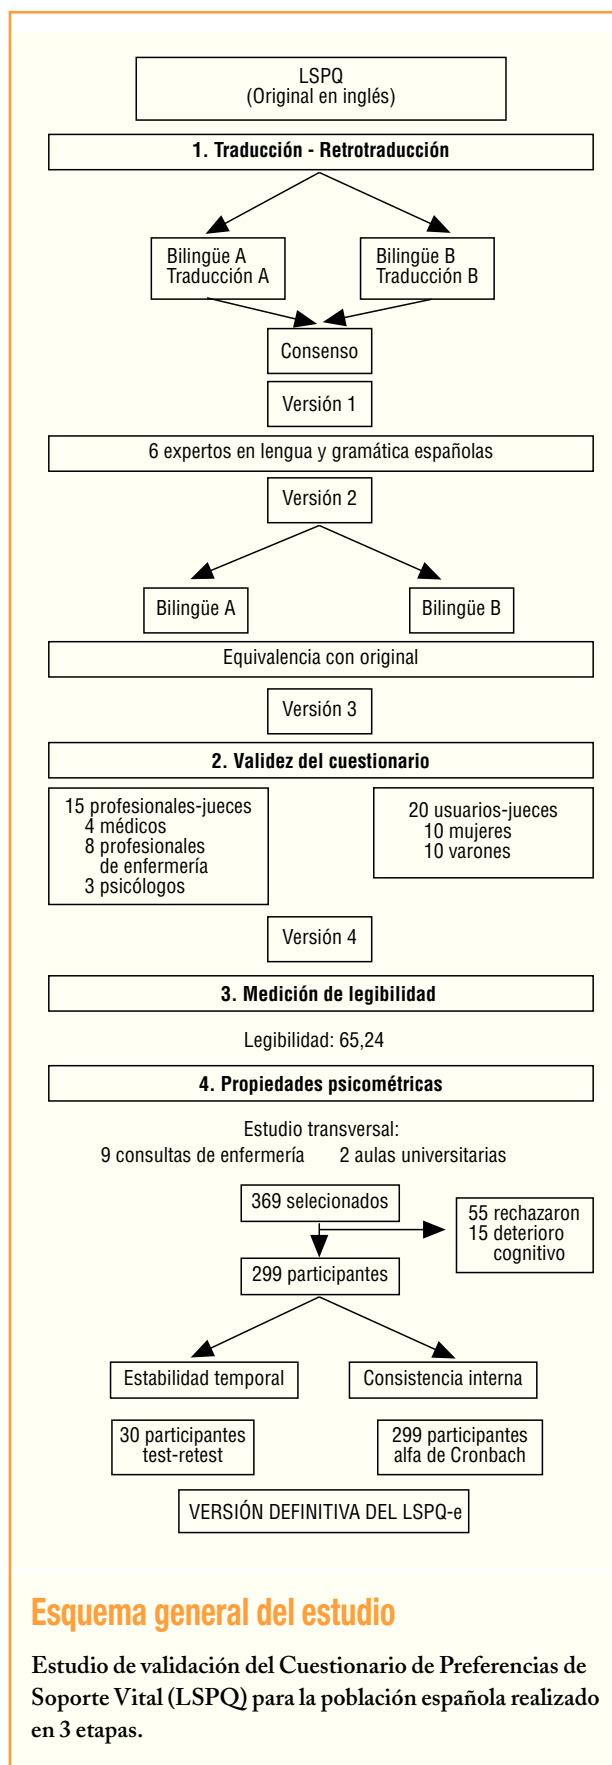 LSPQ
(Original en inglés)
1. Traducción - Retrotraducción
Bilingüe A
Traducción A
Bilingüe B
Traducción B
Consenso
Versión 1
6 expertos en lengua y gramática españolas
Versión 2
Bilingüe A
Bilingüe B
Equivalencia con original
Versión 3
2. Validez del cuestionario
15 profesionales-jueces
4 médicos
8 profesionales
de enfermería
3 psicólogos
20 usuarios-jueces
10 mujeres
10 varones
Versión 4
3. Medición de legibilidad
Legibilidad: 65,24
4. Propiedades psicométricas
Estudio transversal:
9 consultas de enfermería 2 aulas universitarias
369 selecionados
55 rechazaron
15 deterioro
cognitivo
299 participantes
Estabilidad temporal
Consistencia interna
30 participantes
test-retest
299 participantes
alfa de Cronbach
VERSIÓN DEFINITIVA DEL LSPQ-e
Esquema general del estudio
Estudio de validación del Cuestionario de Preferencias de
Soporte Vital (LSPQ) para la población española realizado
en 3 etapas.